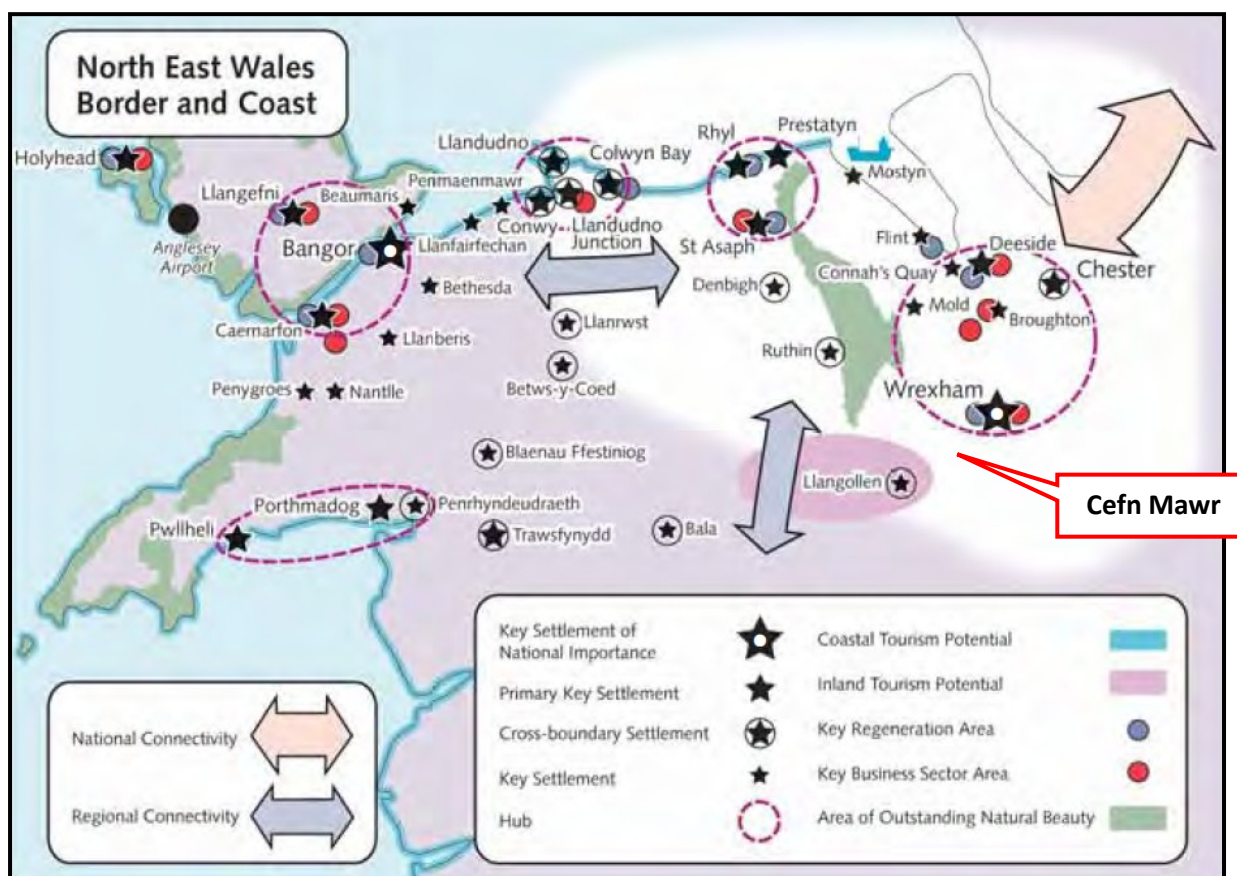 North East Wales
Border and Coast
Holyhead
Llangefni
Beaumaris
Penmaenmawr
Llandudno
Colwyn Bay
Rhyl
Prestatyn
Mostyn
Anglesey
Airport
Bangor
Llanfairfechan
Conwy
Llandudno
Junction
St Asaph
Flint
Deeside
Connah's Quay
Chester
Bethesda
Denbigh
Mold
Broughton
Caernarfon
Llanberis
Llanrwst
Ruthin
Penygroes
Nantlle
Betws-y-Coed
Wrexham
Blaenau Ffestiniog
Llangollen
Porthmadog
Penrhyndeudraeth
Cefn Mawr
Pwllheli
Trawsfynydd
Bala
Key Settlement of
National Importance
Primary Key Settlement
Cross-boundary Settlement
Key Settlement
Hub
Coastal Tourism Potential
Inland Tourism Potential
Key Regeneration Area
Key Business Sector Area
Area of Outstanding Natural Beauty
National Connectivity
Regional Connectivity